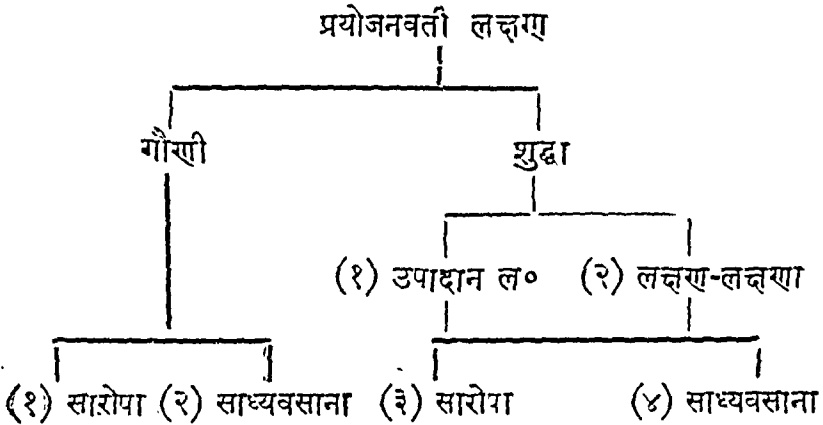 प्रयोजनवती लक्षण
गौणी शुद्धा
(१) उपादान ल० (२) लक्षण-लक्षणा
(१) सारोपा (२) साध्यवसाना (३) सारोपा (४) साध्यवसाना